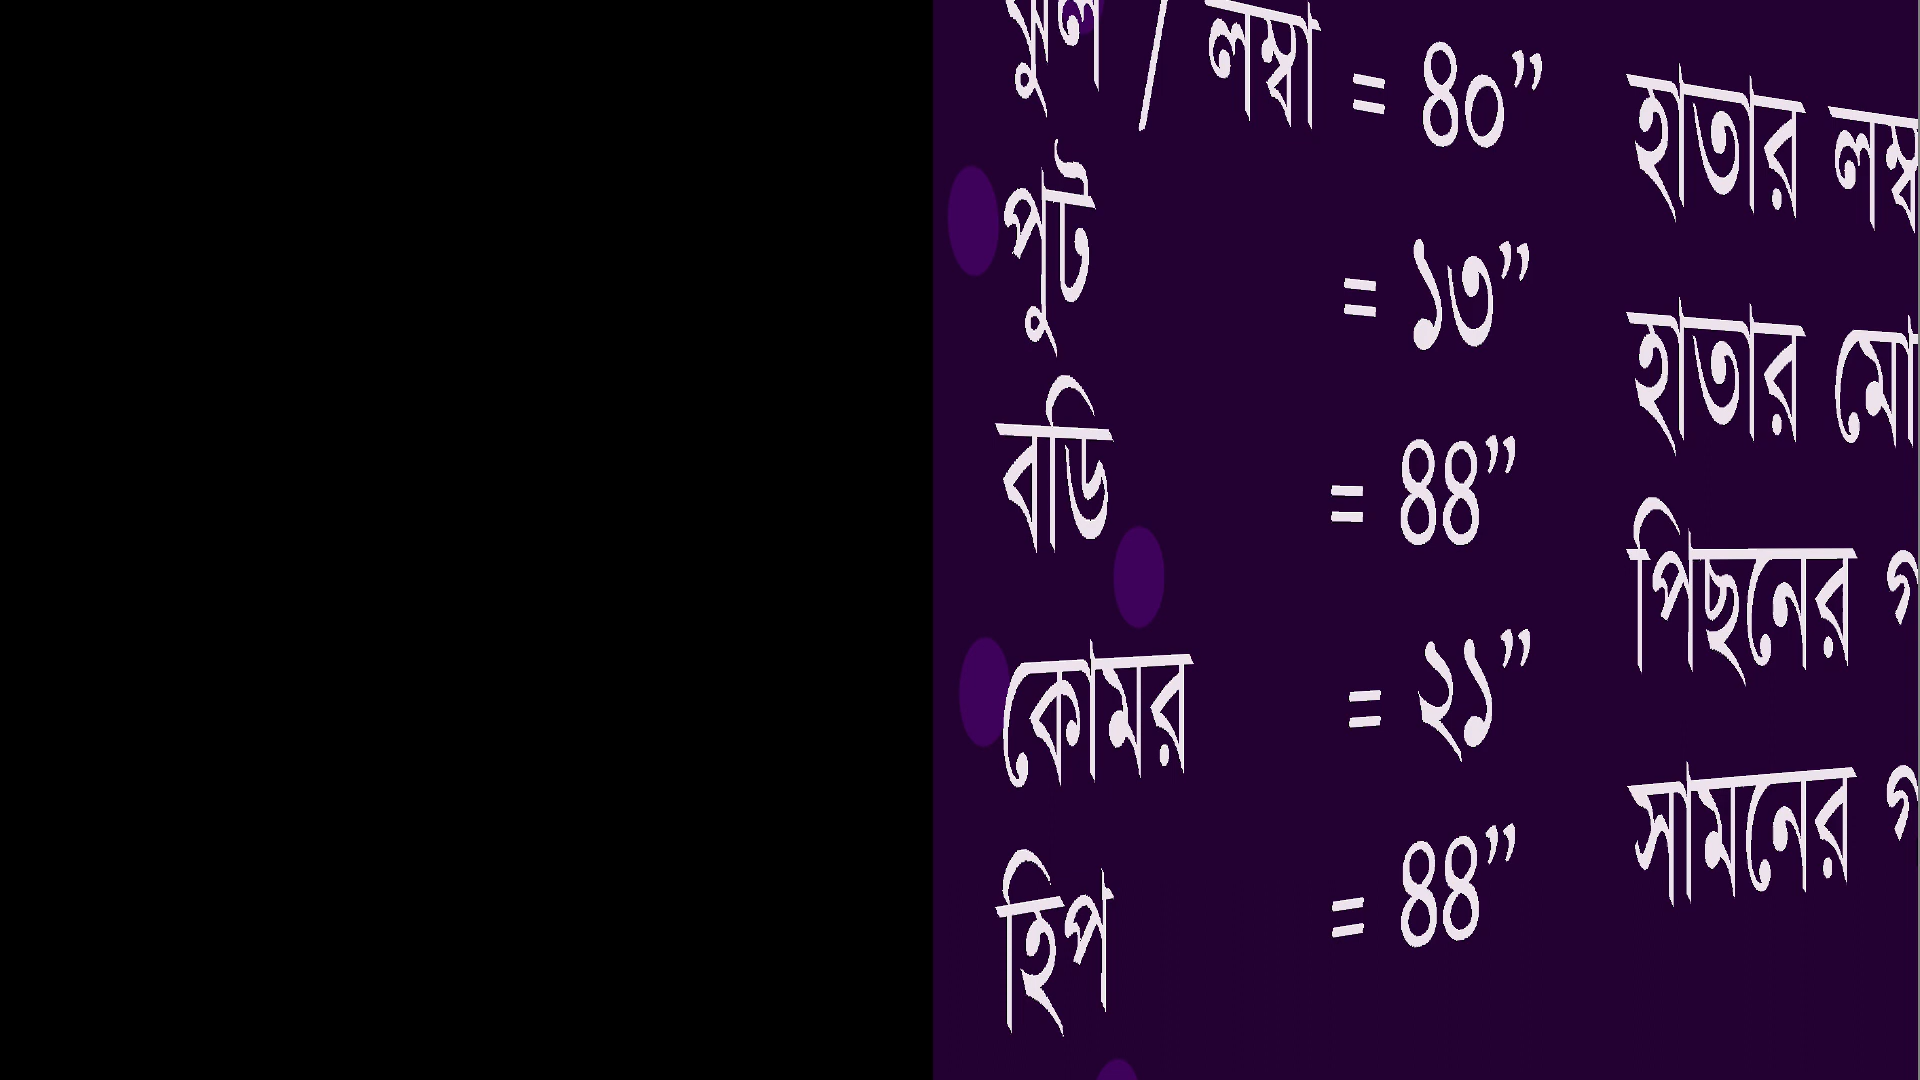 ঝুল / লম্বা = ৪০”
পুট = ১৩”
বডি = ৪৪”
কোমর = ২১”
হিপ = ৪৪”
হাতার
হাতার
পিছনের
সামনের